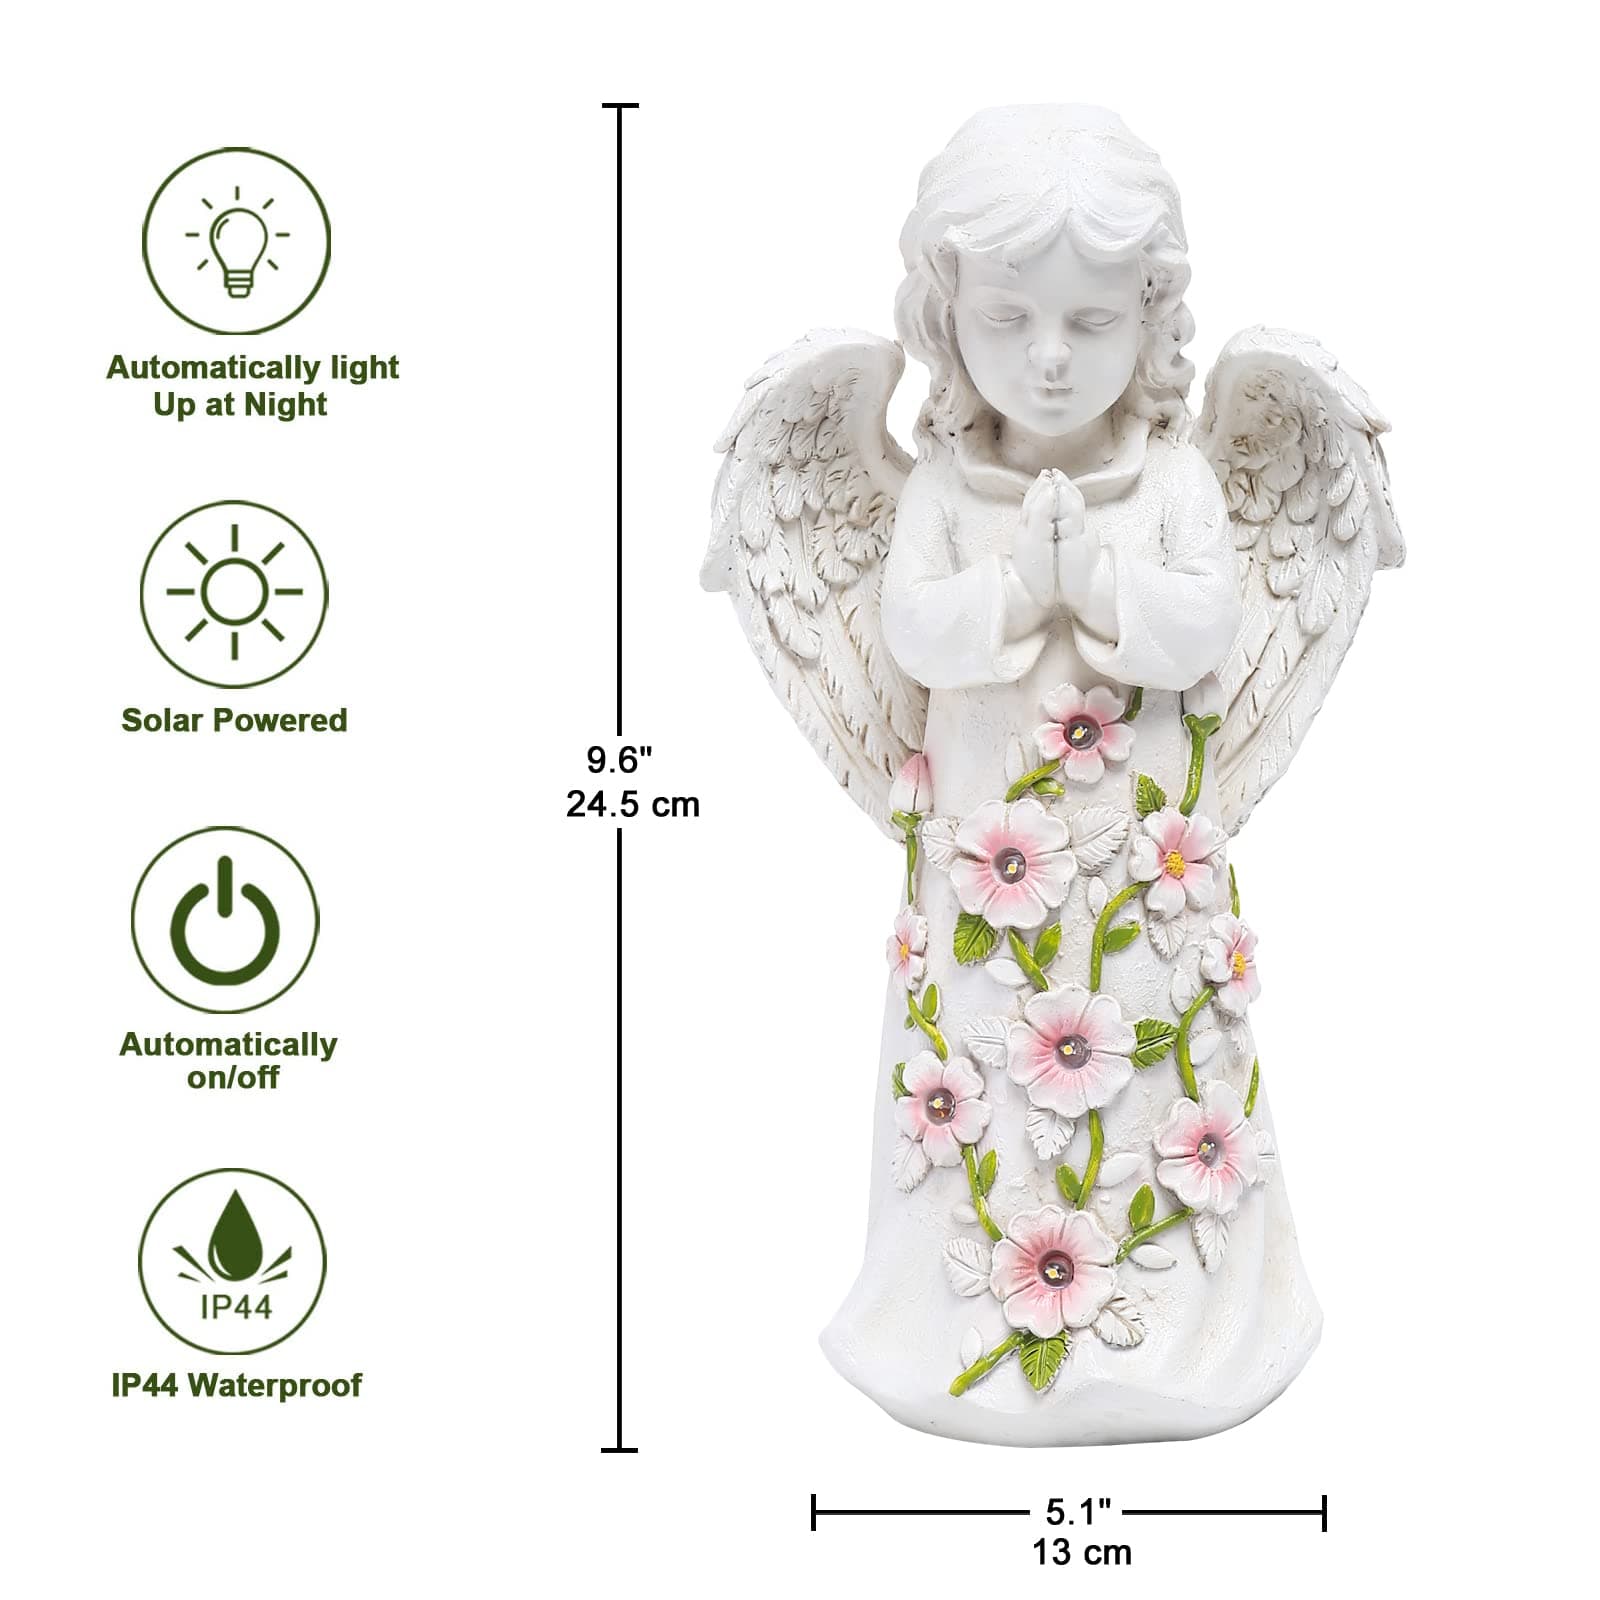 Automatically light
Up at Night
Solar Powered
Automatically
on/off
IP44
IP44 Waterproof
9.6"
24.5 cm
5.1"
13 cm